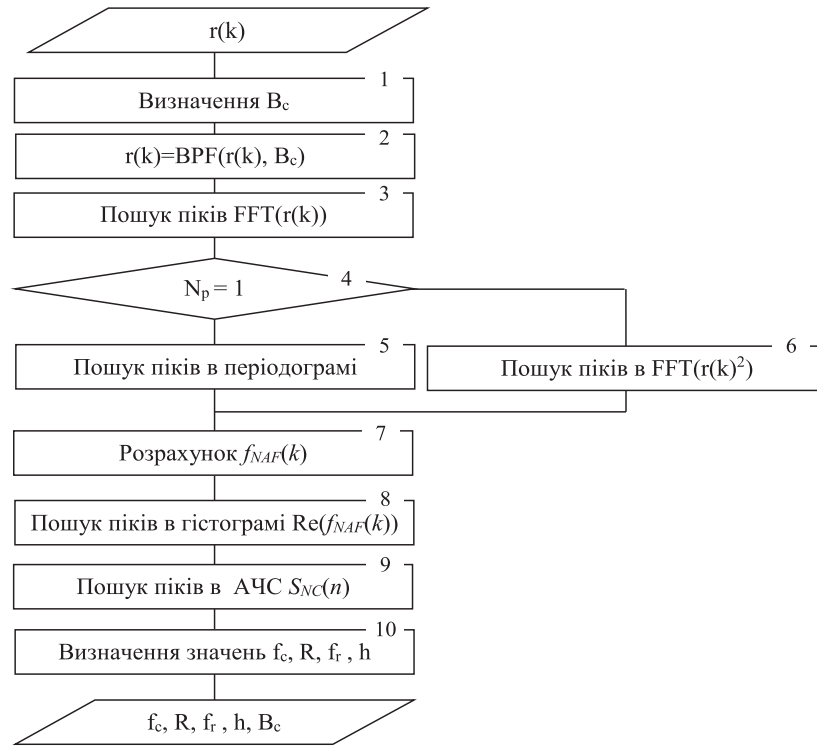 r(k)
1
Визначення B_c
2
r(k)=BPF(r(k), B_c)
3
Пошук піків FFT(r(k))
4
N_p = 1
5
Пошук піків в періодограмі
6
Пошук піків в FFT(r(k)²)
7
Розрахунок f_NAF(k)
8
Пошук піків в гістограмі Re(f_NAF(k))
9
Пошук піків в АЧС S_NC(n)
10
Визначення значень f_c, R, f_r , h
f_c, R, f_r , h, B_c